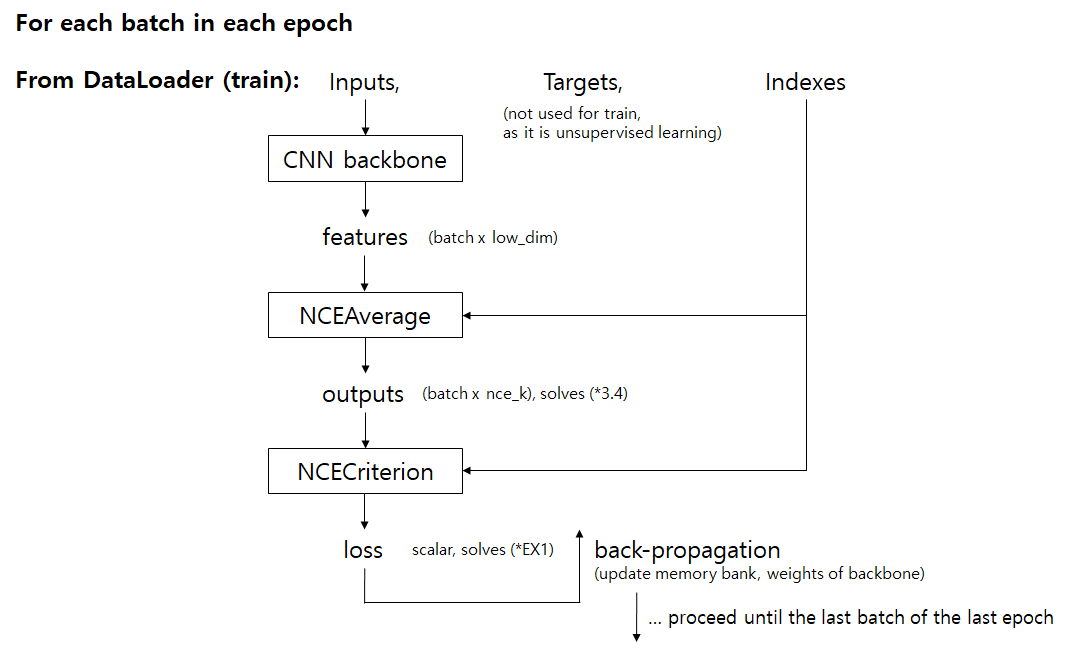 For each batch in each epoch
From DataLoader (train): Inputs, Targets, Indexes
(not used for train,
as it is unsupervised learning)
CNN backbone
features (batch x low_dim)
NCEAverage
outputs (batch x nce_k), solves (*3.4)
NCECriterion
loss scalar, solves (*EX1) back-propagation
(update memory bank, weights of backbone)
... proceed until the last batch of the last epoch